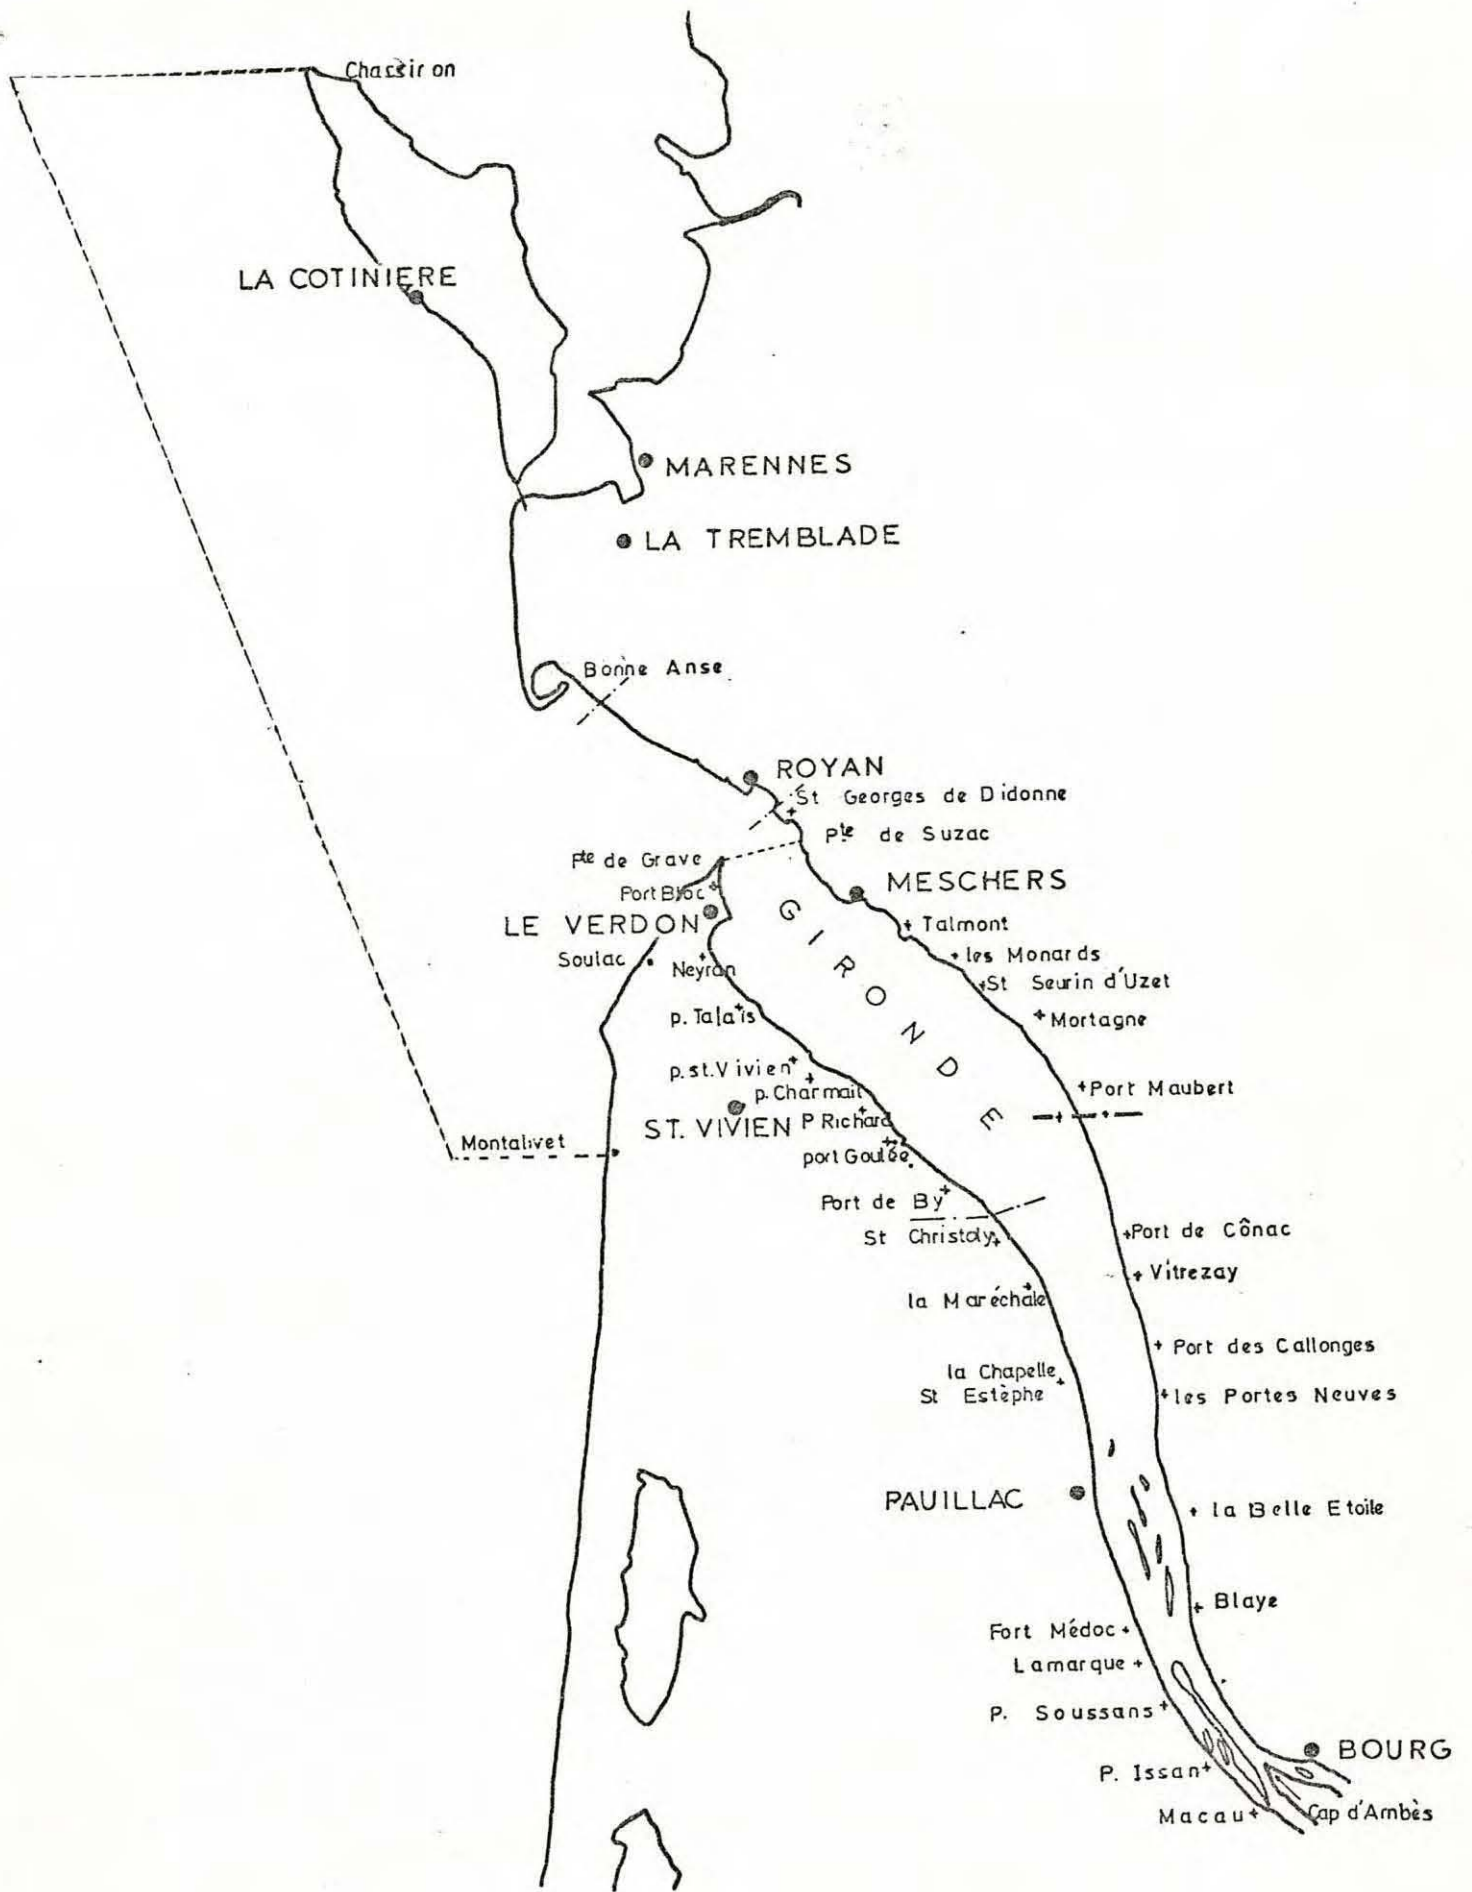 Chassiron
LA COTINIERE
MARENNES
LA TREMBLADE
Bonne Anse
ROYAN
St Georges de Didonne
Pte de Suzac
Pte de Grave
Port Bloc
MESCHERS
LE VERDON
GIRONDE
Talmont
les Monards
Soulac
Neyran
St Seurin d'Uzet
p. Talais
Mortagne
p. st. Vivien
p. Charmail
Port Maubert
ST. VIVIEN
P Richard
Montalivet
port Goulée
Port de By
St Christoly
Port de Cônac
Vitrezay
la Maréchale
Port des Callonges
la Chapelle
St Estèphe
les Portes Neuves
PAUILLAC
la Belle Etoile
Blaye
Fort Médoc
Lamarque
P. Soussans
BOURG
P. Issan
Macau
Cap d'Ambès